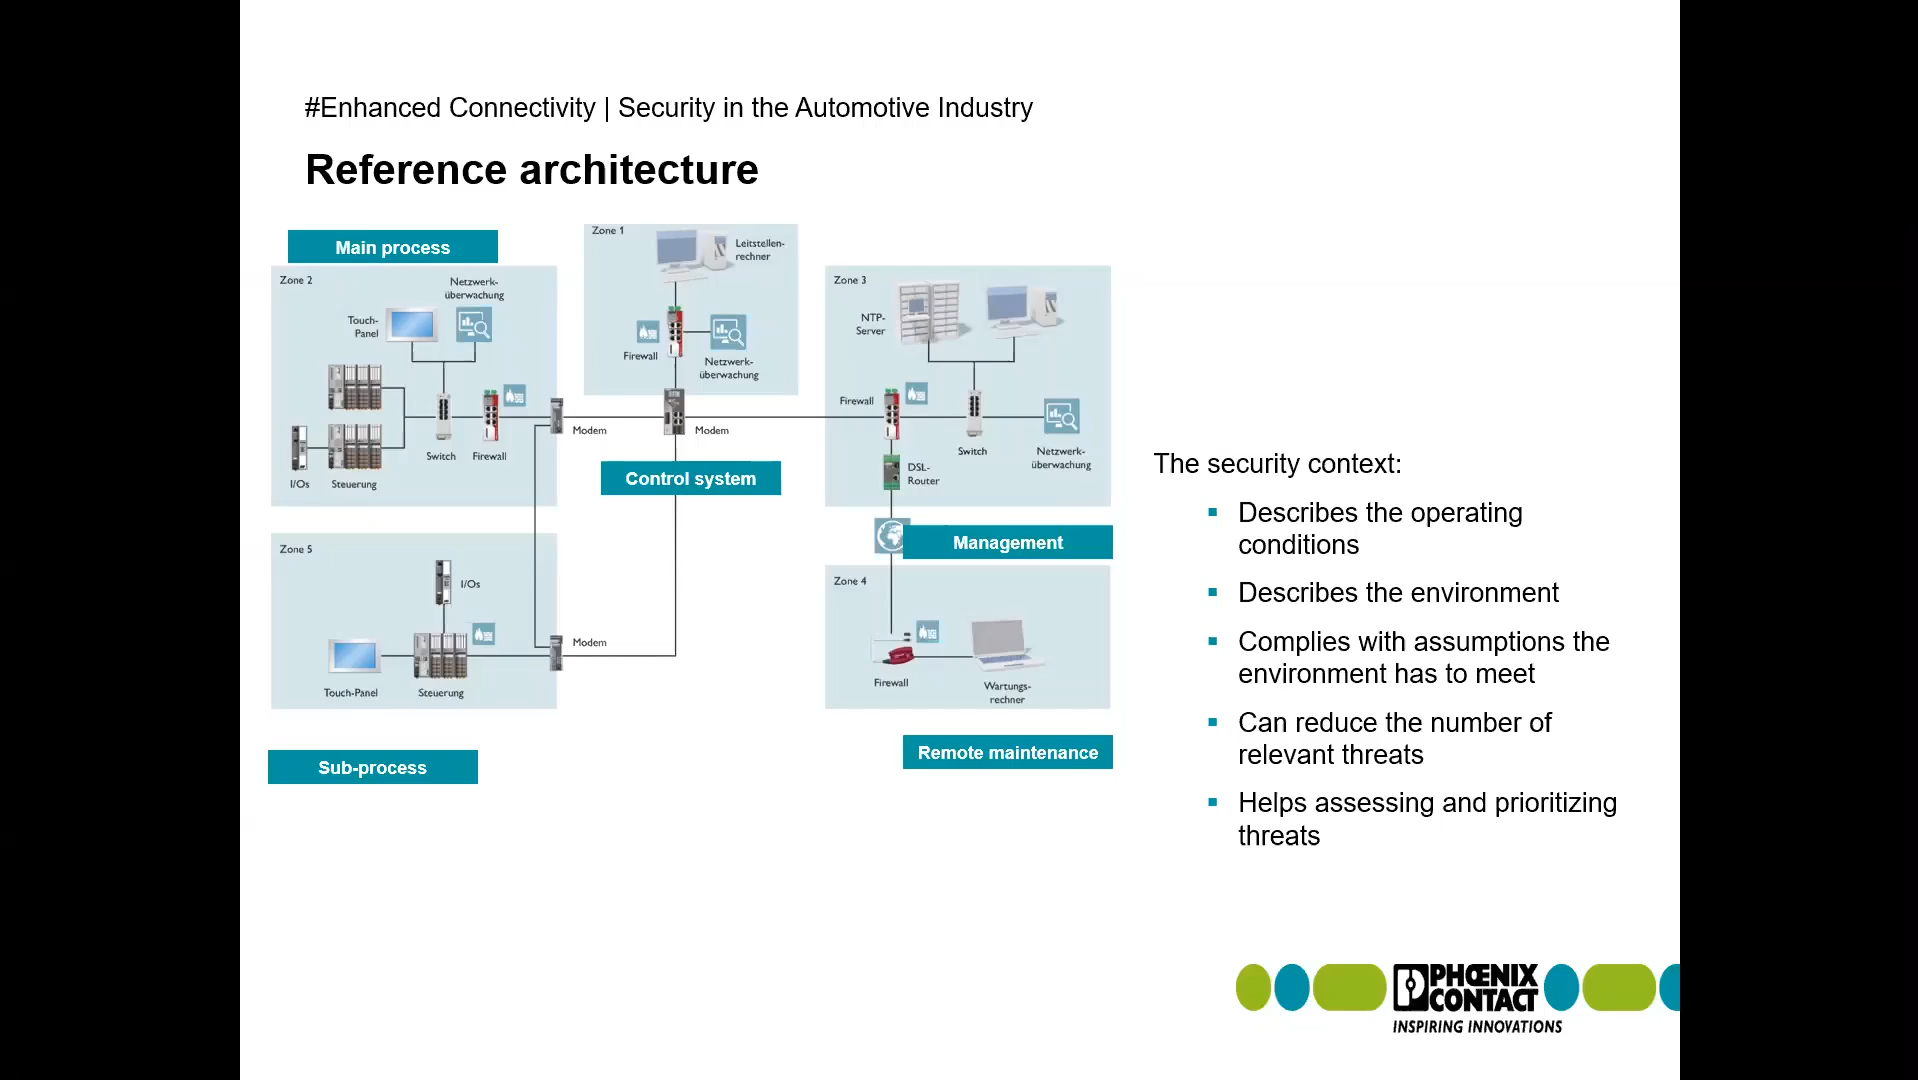 #Enhanced Connectivity | Security in the Automotive Industry
Reference architecture
Main process
Zone 2
Netzwerk-
überwachung
Touch-
Panel
I/Os
Steuerung
Switch
Firewall
Modem
Zone 1
Leitstellen-
rechner
Firewall
Netzwerk-
überwachung
Modem
Control system
Zone 3
NTP-
Server
Firewall
Switch
Netzwerk-
überwachung
DSL-
Router
Management
Zone 5
I/Os
Touch-Panel
Steuerung
Modem
Sub-process
Zone 4
Firewall
Wartungs-
rechner
Remote maintenance
The security context:
Describes the operating
conditions
Describes the environment
Complies with assumptions the
environment has to meet
Can reduce the number of
relevant threats
Helps assessing and prioritizing
threats
PHŒNIX
CONTACT
INSPIRING INNOVATIONS